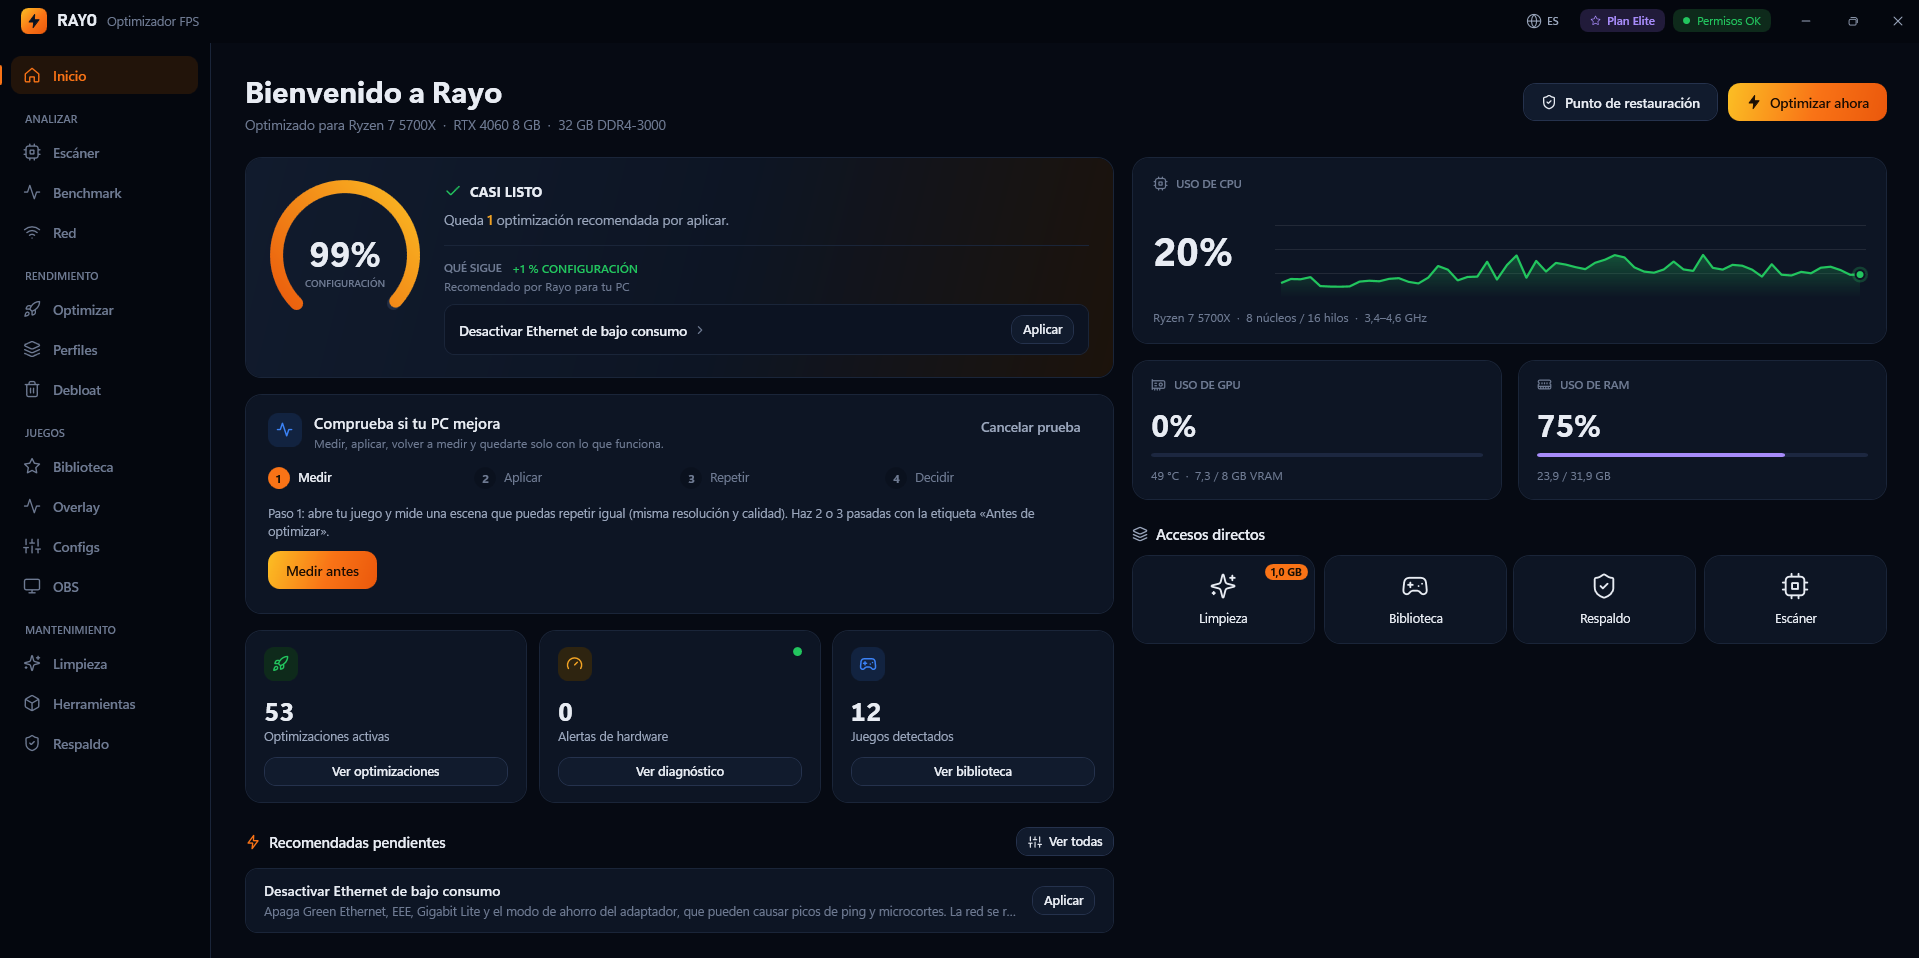 RAYO Optimizador FPS
ES
Plan Elite
Permisos OK
Inicio
ANALIZAR
Escáner
Benchmark
Red
RENDIMIENTO
Optimizar
Perfiles
Debloat
JUEGOS
Biblioteca
Overlay
Configs
OBS
MANTENIMIENTO
Limpieza
Herramientas
Respaldo
Bienvenido a Rayo
Optimizado para Ryzen 7 5700X · RTX 4060 8 GB · 32 GB DDR4-3000
Punto de restauración
Optimizar ahora
99%
CONFIGURACIÓN
CASI LISTO
Queda 1 optimización recomendada por aplicar.
QUÉ SIGUE +1 % CONFIGURACIÓN
Recomendado por Rayo para tu PC
Desactivar Ethernet de bajo consumo
Aplicar
Comprueba si tu PC mejora
Medir, aplicar, volver a medir y quedarte solo con lo que funciona.
Cancelar prueba
1 Medir
2 Aplicar
3 Repetir
4 Decidir
Paso 1: abre tu juego y mide una escena que puedas repetir igual (misma resolución y calidad). Haz 2 o 3 pasadas con la etiqueta «Antes de
optimizar».
Medir antes
53
Optimizaciones activas
Ver optimizaciones
0
Alertas de hardware
Ver diagnóstico
12
Juegos detectados
Ver biblioteca
Recomendadas pendientes
Ver todas
Desactivar Ethernet de bajo consumo
Apaga Green Ethernet, EEE, Gigabit Lite y el modo de ahorro del adaptador, que pueden causar picos de ping y microcortes. La red se r...
Aplicar
USO DE CPU
20%
Ryzen 7 5700X · 8 núcleos / 16 hilos · 3,4–4,6 GHz
USO DE GPU
0%
49 °C · 7,3 / 8 GB VRAM
USO DE RAM
75%
23,9 / 31,9 GB
Accesos directos
1,0 GB
Limpieza
Biblioteca
Respaldo
Escáner